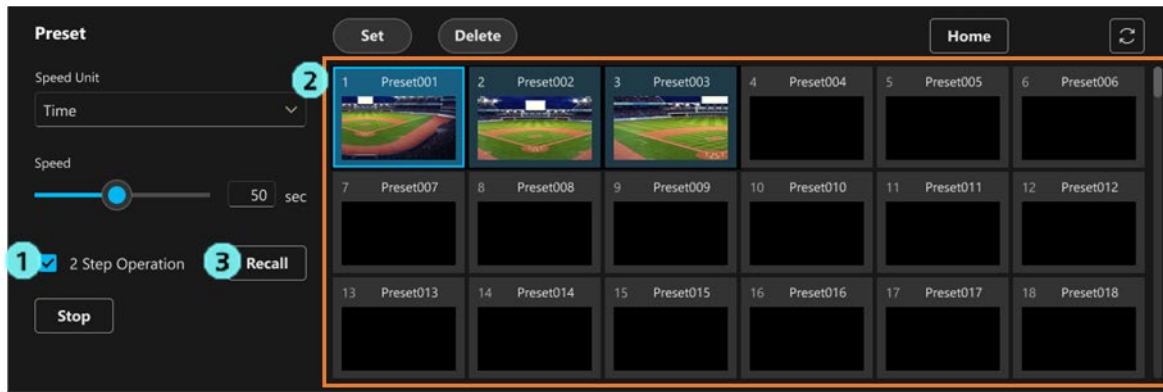 Preset
Set
Delete
Home
Speed Unit
Time
Speed
50 sec
1
2 Step Operation
3
Recall
Stop
2
1 Preset001
2 Preset002
3 Preset003
4 Preset004
5 Preset005
6 Preset006
7 Preset007
8 Preset008
9 Preset009
10 Preset010
11 Preset011
12 Preset012
13 Preset013
14 Preset014
15 Preset015
16 Preset016
17 Preset017
18 Preset018